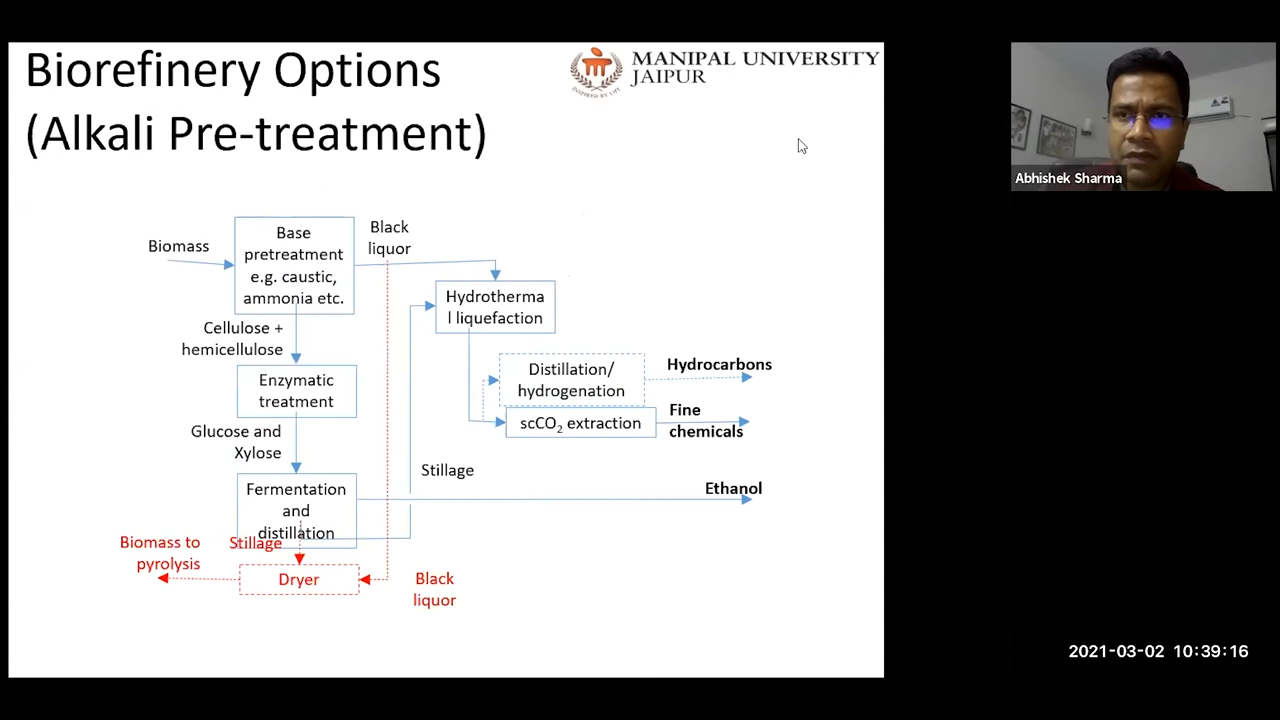 Biorefinery Options
(Alkali Pre-treatment)
MANIPAL UNIVERSITY
JAIPUR
Abhishek Sharma
Biomass
Base
pretreatment
e.g. caustic,
ammonia etc.
Black
liquor
Hydrotherma
l liquefaction
Cellulose +
hemicellulose
Enzymatic
treatment
Distillation/
hydrogenation
Hydrocarbons
scCO₂ extraction
Fine
chemicals
Glucose and
Xylose
Stillage
Fermentation
and
distillation
Ethanol
Biomass to
pyrolysis
Stillage
Dryer
Black
liquor
2021-03-02 10:39:16